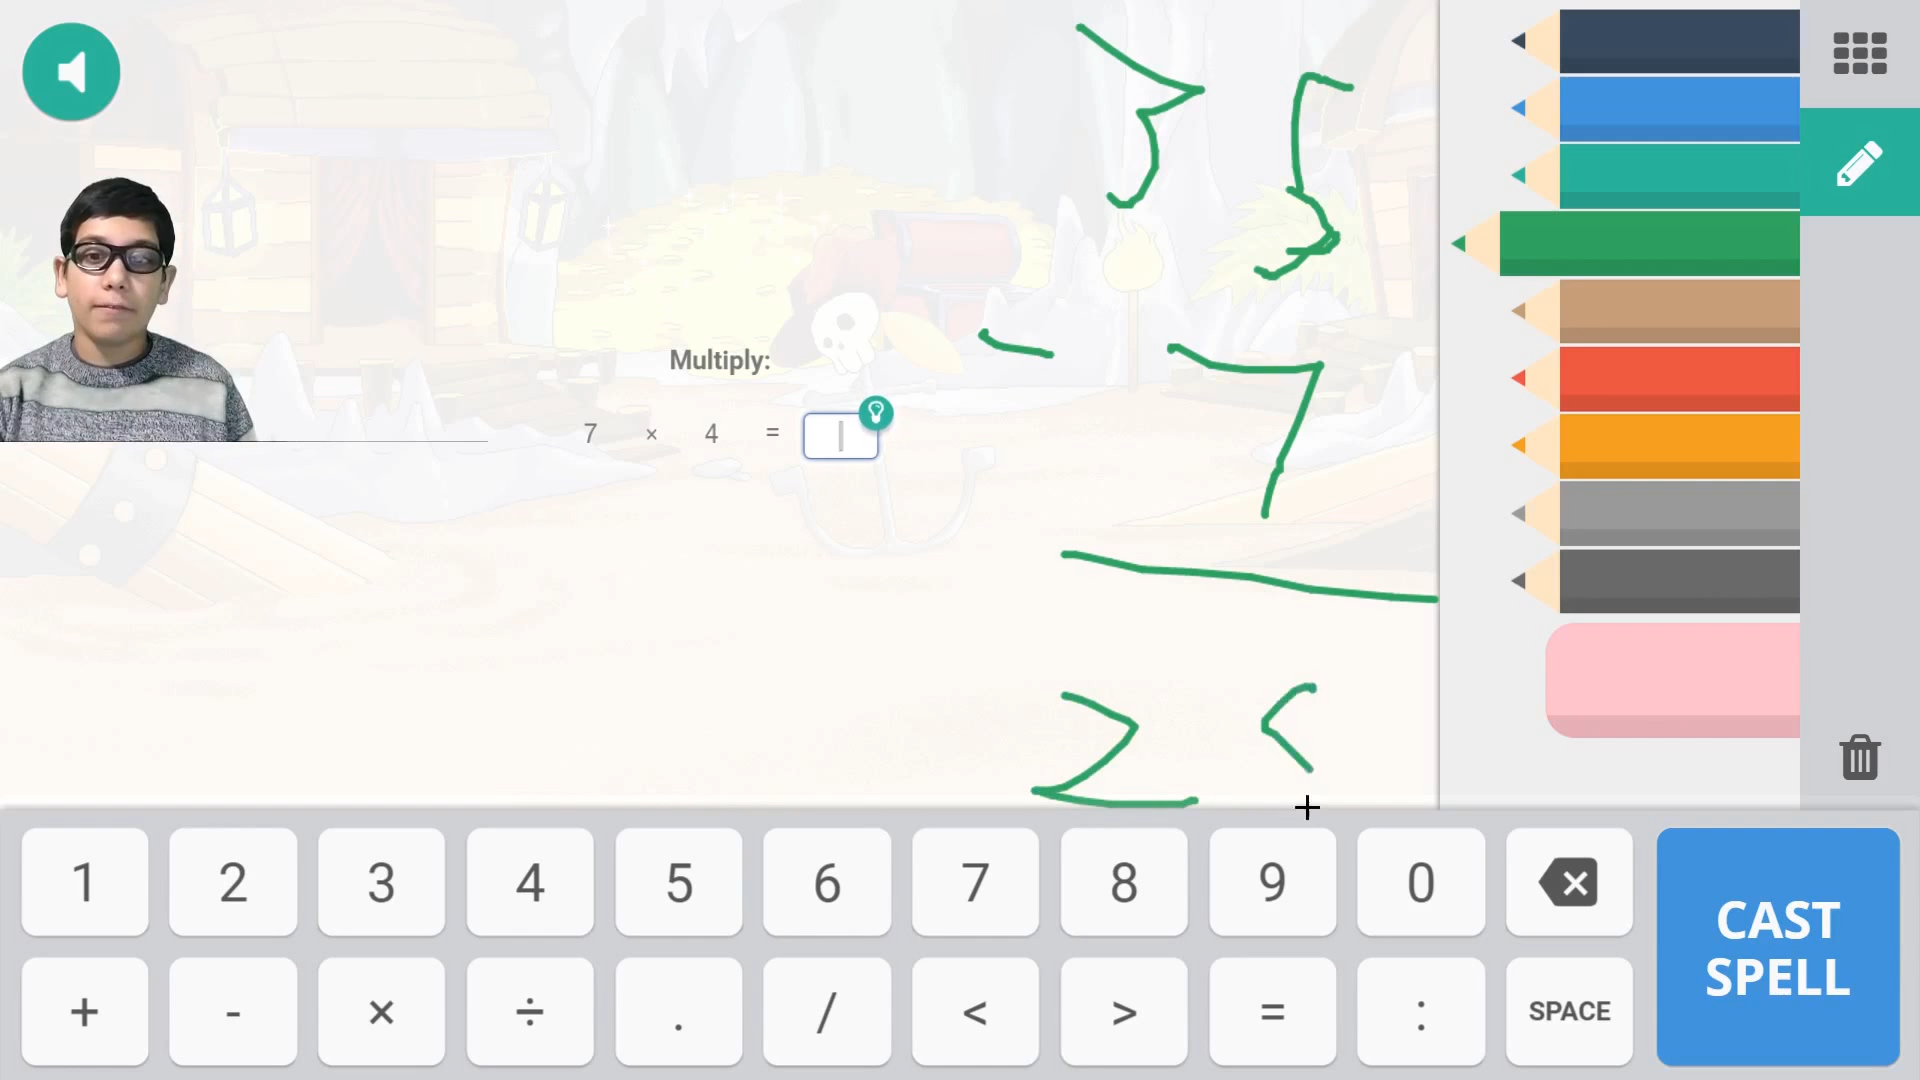 35
- 7
Multiply:
7 × 4 =
2
1 2 3 4 5 6 7 8 9 0
+ - × ÷ . / < > = : SPACE
CAST
SPELL